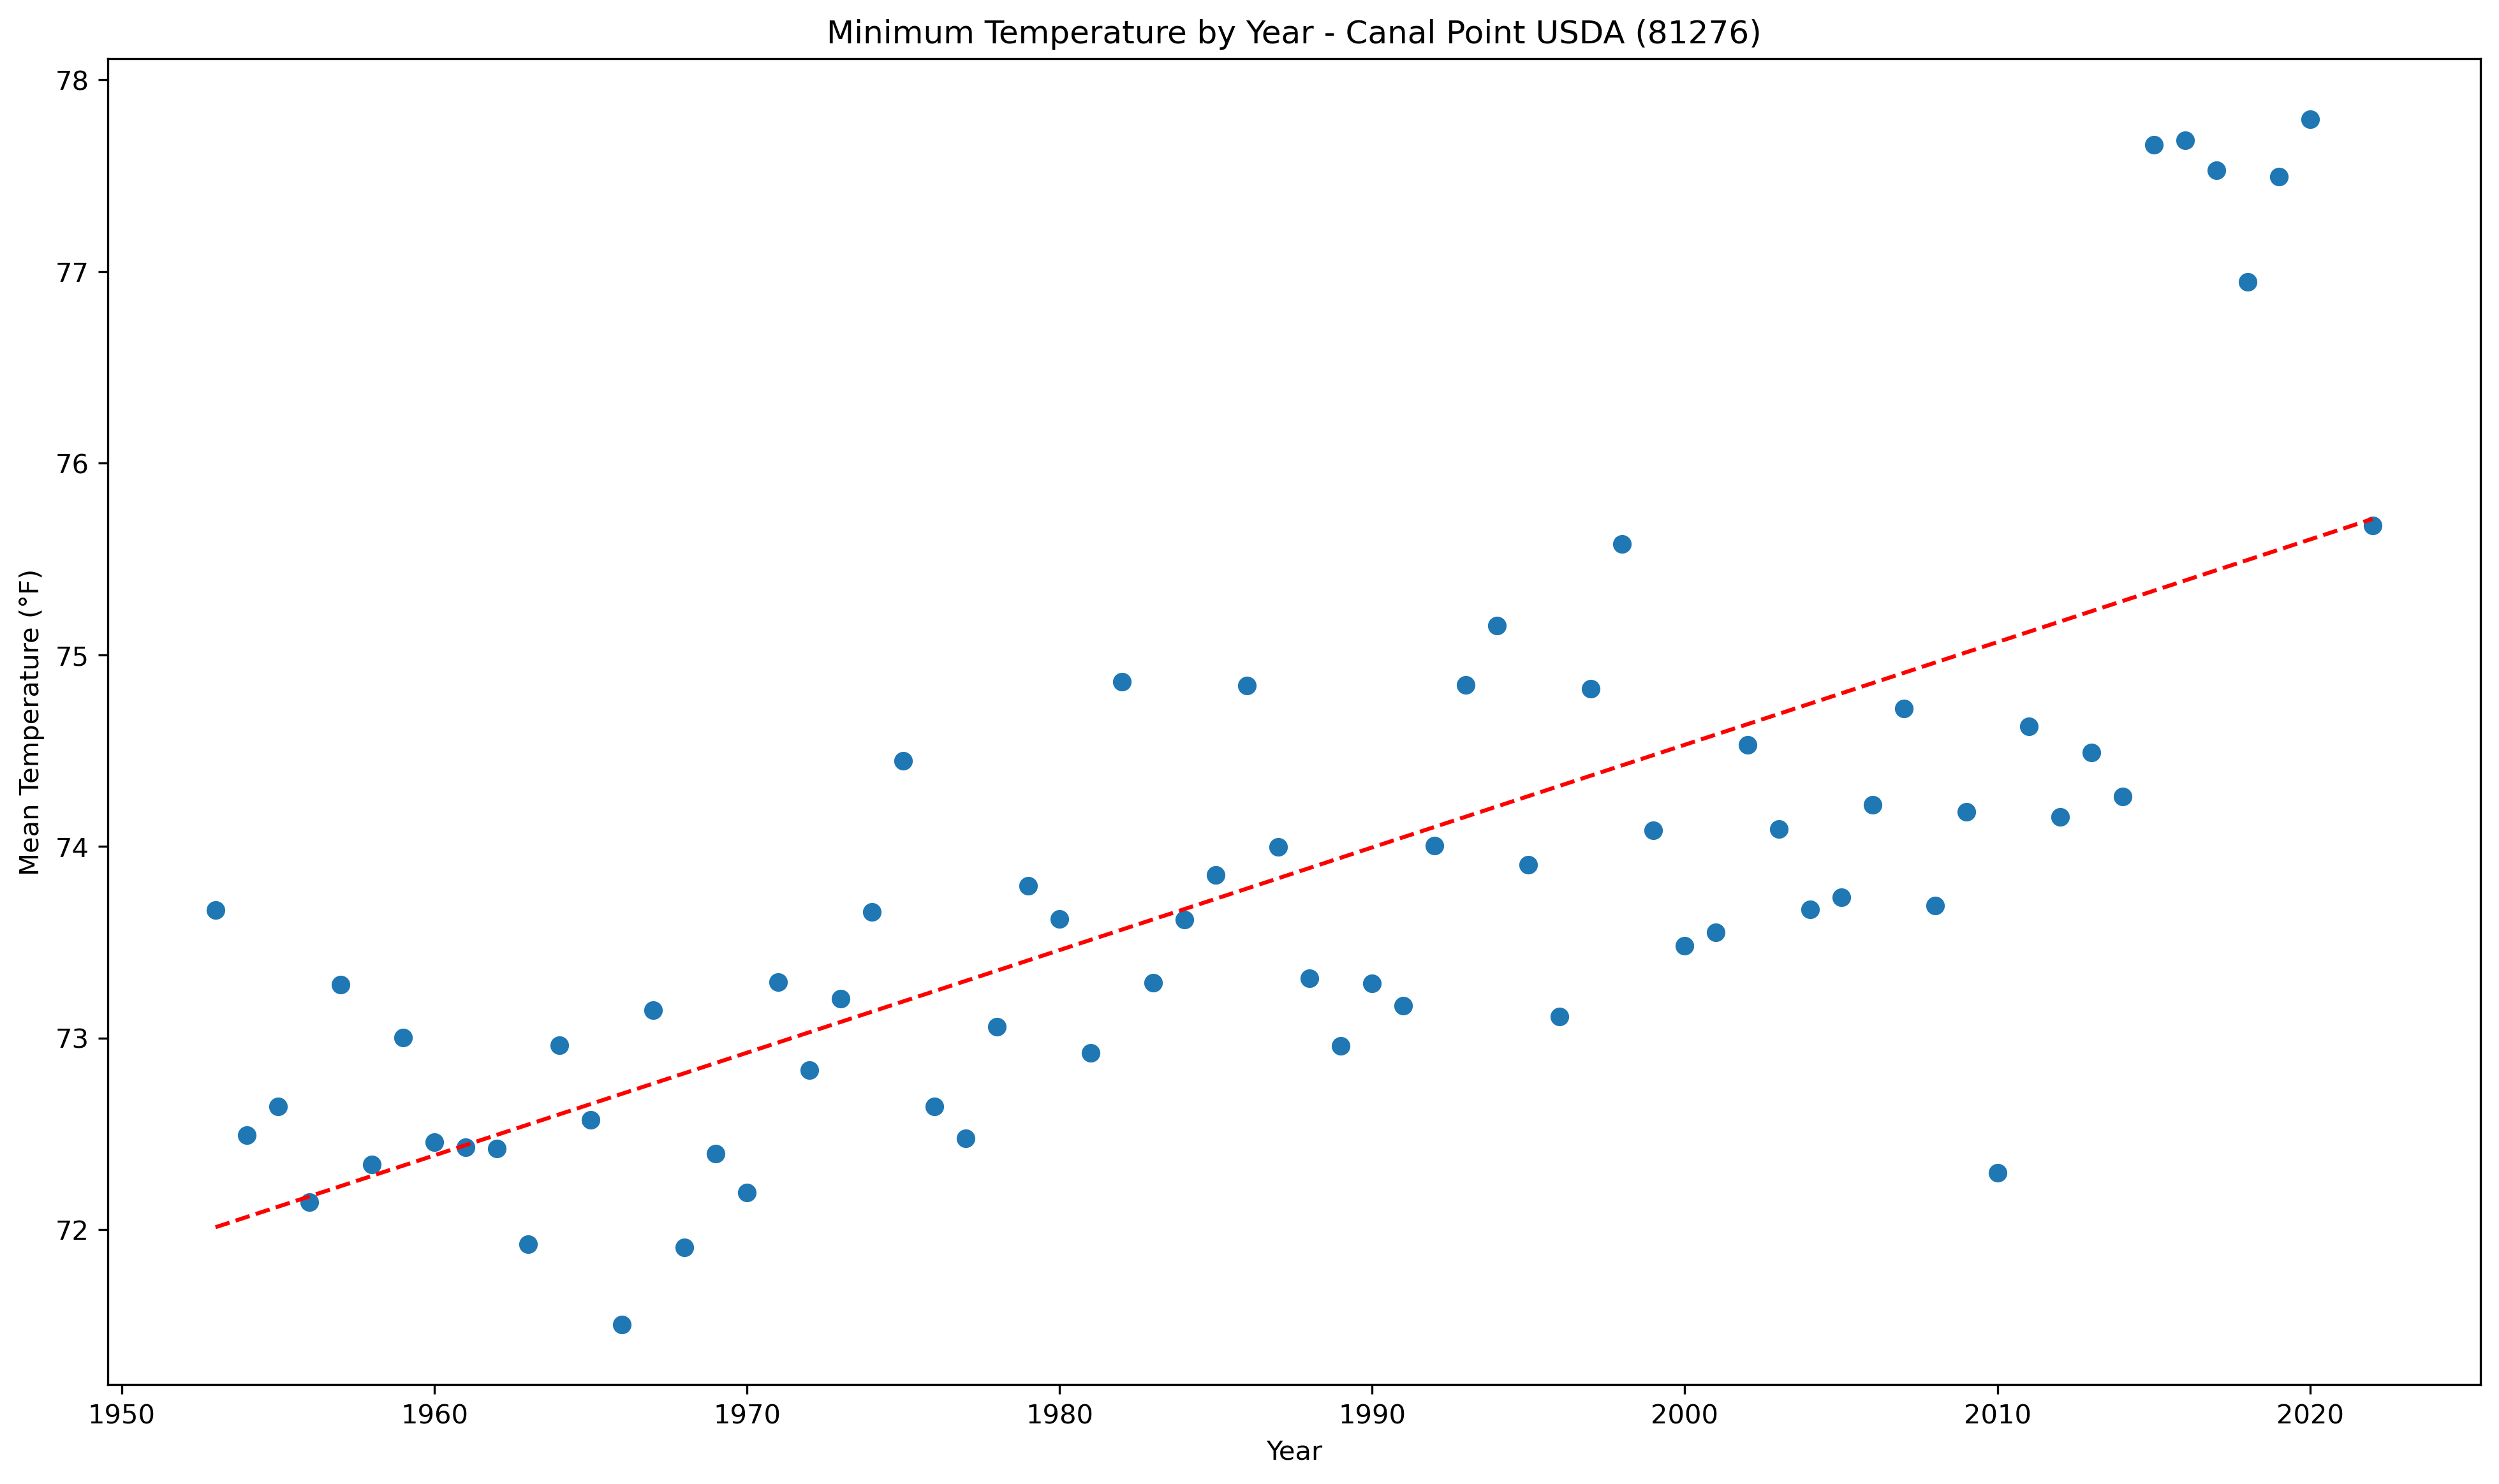 Minimum Temperature by Year - Canal Point USDA (81276)
78
77
76
75
74
73
72
Mean Temperature (°F)
1950 1960 1970 1980 1990 2000 2010 2020
Year